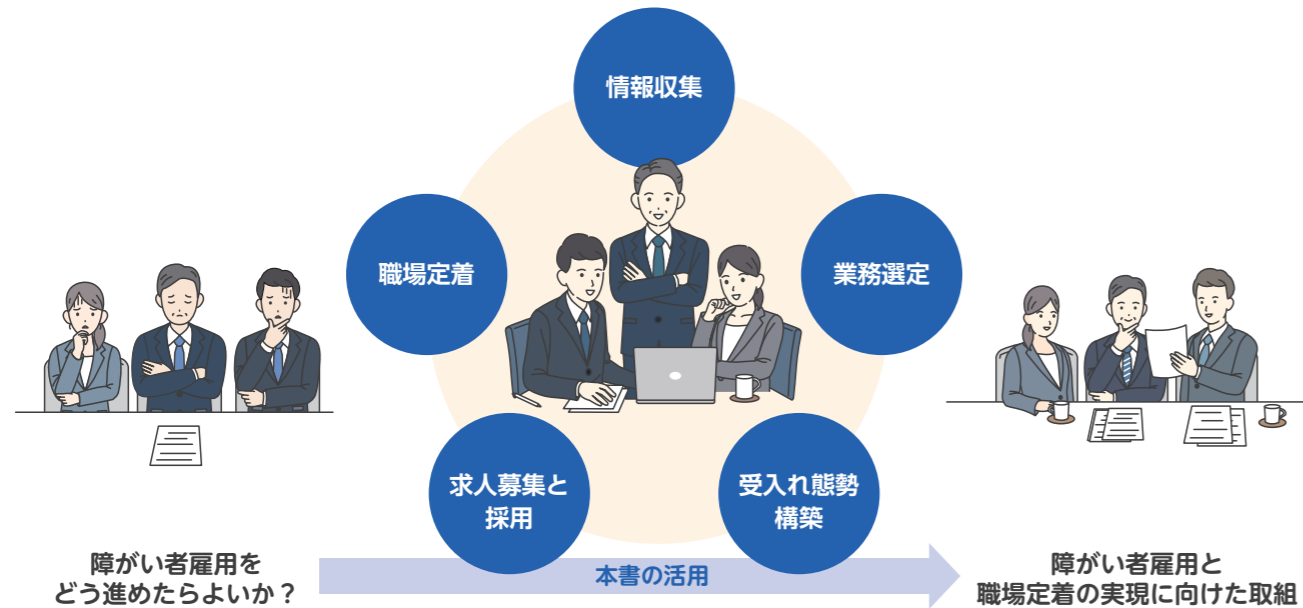 情報収集
職場定着
業務選定
求人募集と
採用
受入れ態勢
構築
障がい者雇用を
どう進めたらよいか？
本書の活用
障がい者雇用と
職場定着の実現に向けた取組